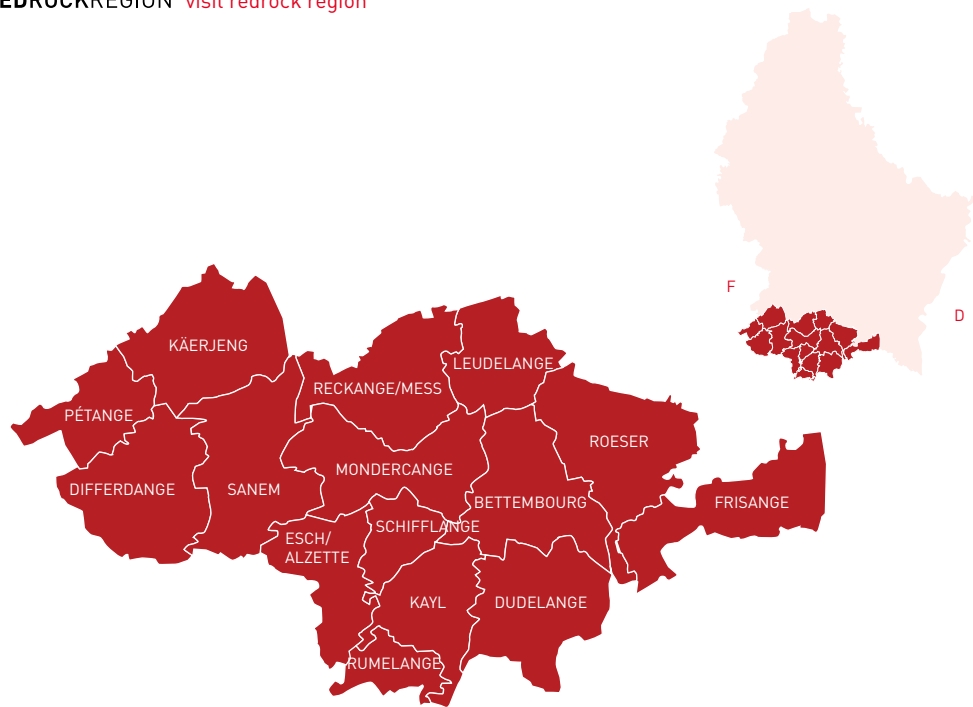 EDROCKREGION visit redrock region
F
D
KÄERJENG
LEUDELANGE
RECKANGE/MESS
PÉTANGE
ROESER
MONDERCANGE
DIFFERDANGE
SANEM
BETTEMBOURG
FRISANGE
SCHIFFLANGE
ESCH/
ALZETTE
KAYL
DUDELANGE
RUMELANGE